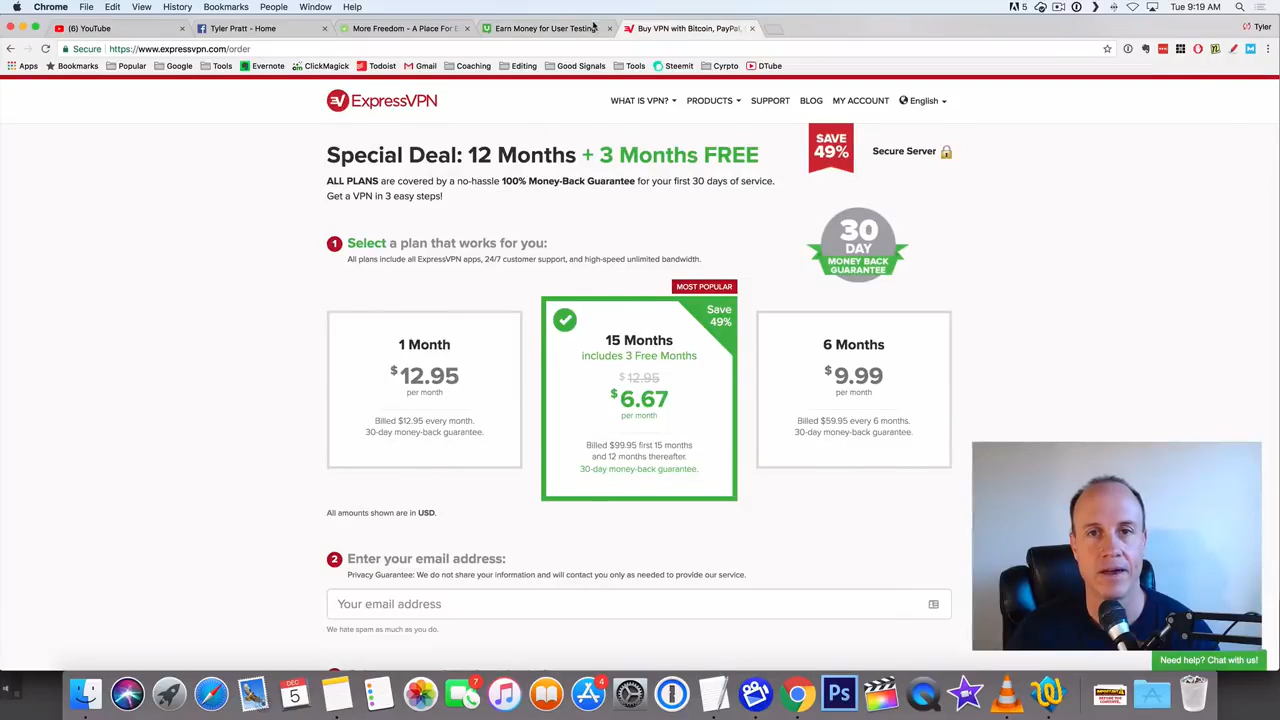 Chrome File Edit View History Bookmarks People Window Help
5 Tue 9:19 AM
(6) YouTube
Tyler Pratt - Home
More Freedom - A Place For E
Earn Money for User Testing
Buy VPN with Bitcoin, PayPal,
Tyler
Secure https://www.expressvpn.com/order
Apps Bookmarks Popular Google Evernote ClickMagick Todoist Gmail Coaching Editing Good Signals Tools Steemit Cyrpto DTube
ExpressVPN
WHAT IS VPN? PRODUCTS SUPPORT BLOG MY ACCOUNT English
Special Deal: 12 Months + 3 Months FREE
SAVE
49%
Secure Server
ALL PLANS are covered by a no-hassle 100% Money-Back Guarantee for your first 30 days of service.
Get a VPN in 3 easy steps!
1 Select a plan that works for you:
All plans include all ExpressVPN apps, 24/7 customer support, and high-speed unlimited bandwidth.
30
DAY
MONEY BACK
GUARANTEE
1 Month
$12.95
per month
Billed $12.95 every month.
30-day money-back guarantee.
MOST POPULAR
Save
49%
15 Months
includes 3 Free Months
$12.95
$6.67
per month
Billed $99.95 first 15 months
and 12 months thereafter.
30-day money-back guarantee.
6 Months
$9.99
per month
Billed $59.95 every 6 months.
30-day money-back guarantee.
All amounts shown are in USD.
2 Enter your email address:
Privacy Guarantee: We do not share your information and will contact you only as needed to provide our service.
Your email address
We hate spam as much as you do.
Need help? Chat with us!
DEC
5
7
4
Ps